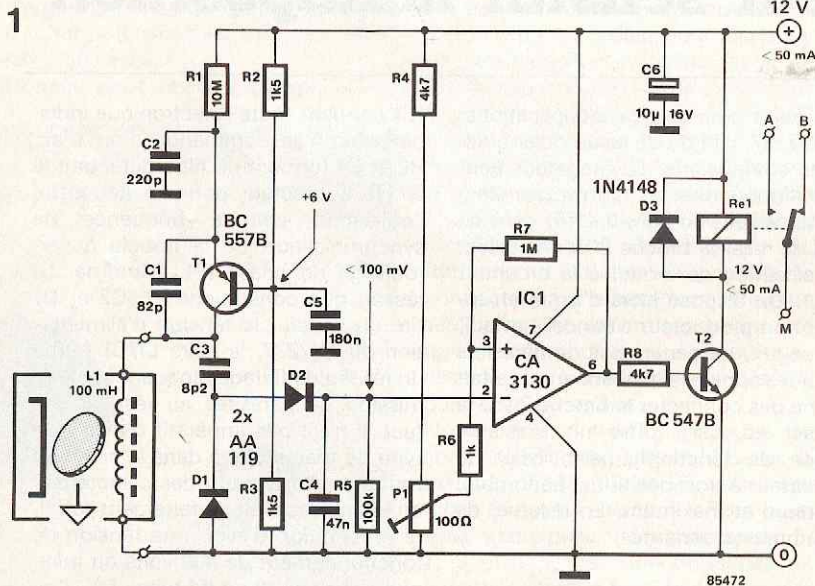 1
12 V
+
< 50 mA
R1
10M
R2
1k5
R4
4k7
C6
10µ 16V
A
B
C2
220p
1N4148
D3
Re1
+6 V
BC
557B
T1
R7
1M
C1
82p
< 100 mV
IC1
C5
180n
12 V
< 50 mA
M
3
+
CA
3130
6
2
-
R8
4k7
T2
BC 547B
C3
8p2
L1
100 mH
D2
2x
AA
119
R6
1k
D1
R3
1k5
C4
47n
R5
100k
P1
100Ω
0
85472